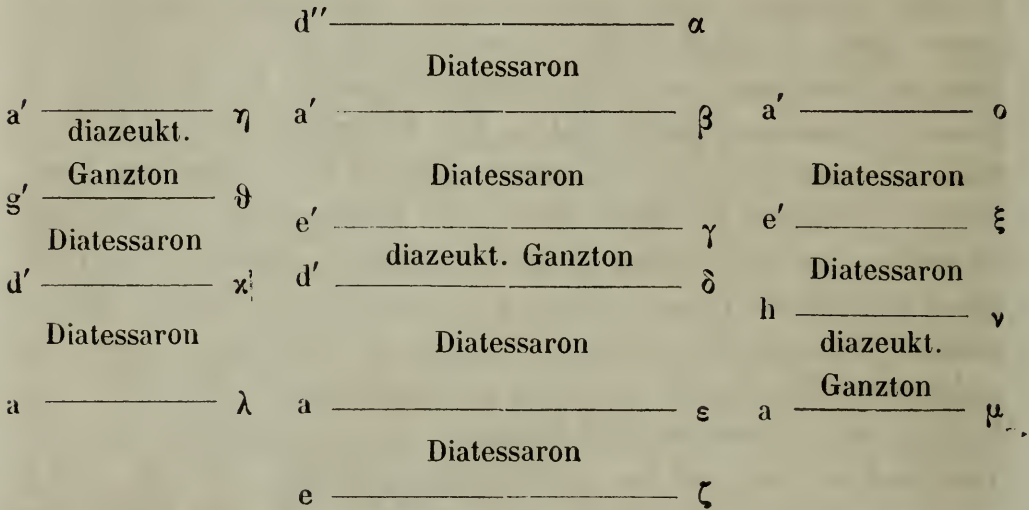 a′ η
diazeukt.
Ganzton
g′ ϑ
Diatessaron
d′ ϰ
Diatessaron
a λ
d″ α
Diatessaron
a′ β
Diatessaron
e′ γ
diazeukt. Ganzton
d′ δ
Diatessaron
a ε
Diatessaron
e ζ
a′ ο
Diatessaron
e′ ξ
Diatessaron
h ν
diazeukt.
Ganzton
a μ